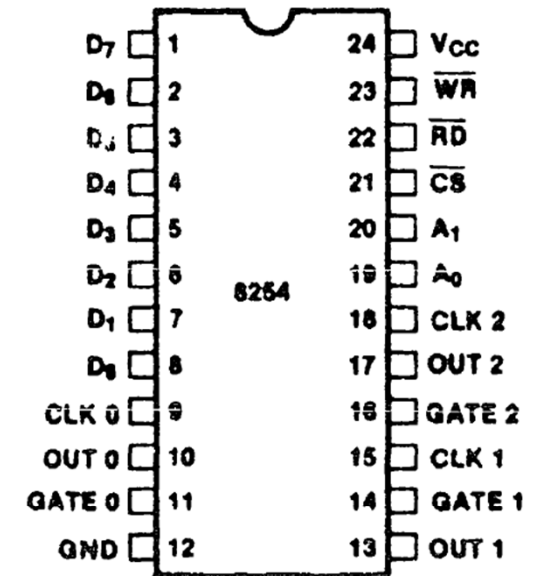 D7 1 24 VCC
D6 2 23 WR
D5 3 22 RD
D4 4 21 CS
D3 5 20 A1
D2 6 19 A0
8254
D1 7 18 CLK 2
D0 8 17 OUT 2
CLK 0 9 16 GATE 2
OUT 0 10 15 CLK 1
GATE 0 11 14 GATE 1
GND 12 13 OUT 1